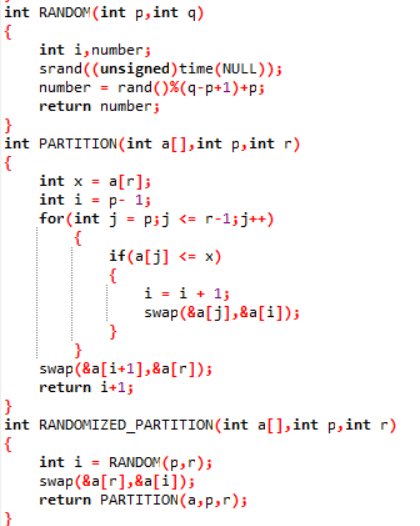 int RANDOM(int p,int q)
{
    int i,number;
    srand((unsigned)time(NULL));
    number = rand()%(q-p+1)+p;
    return number;
}
int PARTITION(int a[],int p,int r)
{
    int x = a[r];
    int i = p- 1;
    for(int j = p;j <= r-1;j++)
        {
            if(a[j] <= x)
            {
                i = i + 1;
                swap(&a[j],&a[i]);
            }
        }
    swap(&a[i+1],&a[r]);
    return i+1;
}
int RANDOMIZED_PARTITION(int a[],int p,int r)
{
    int i = RANDOM(p,r);
    swap(&a[r],&a[i]);
    return PARTITION(a,p,r);
}